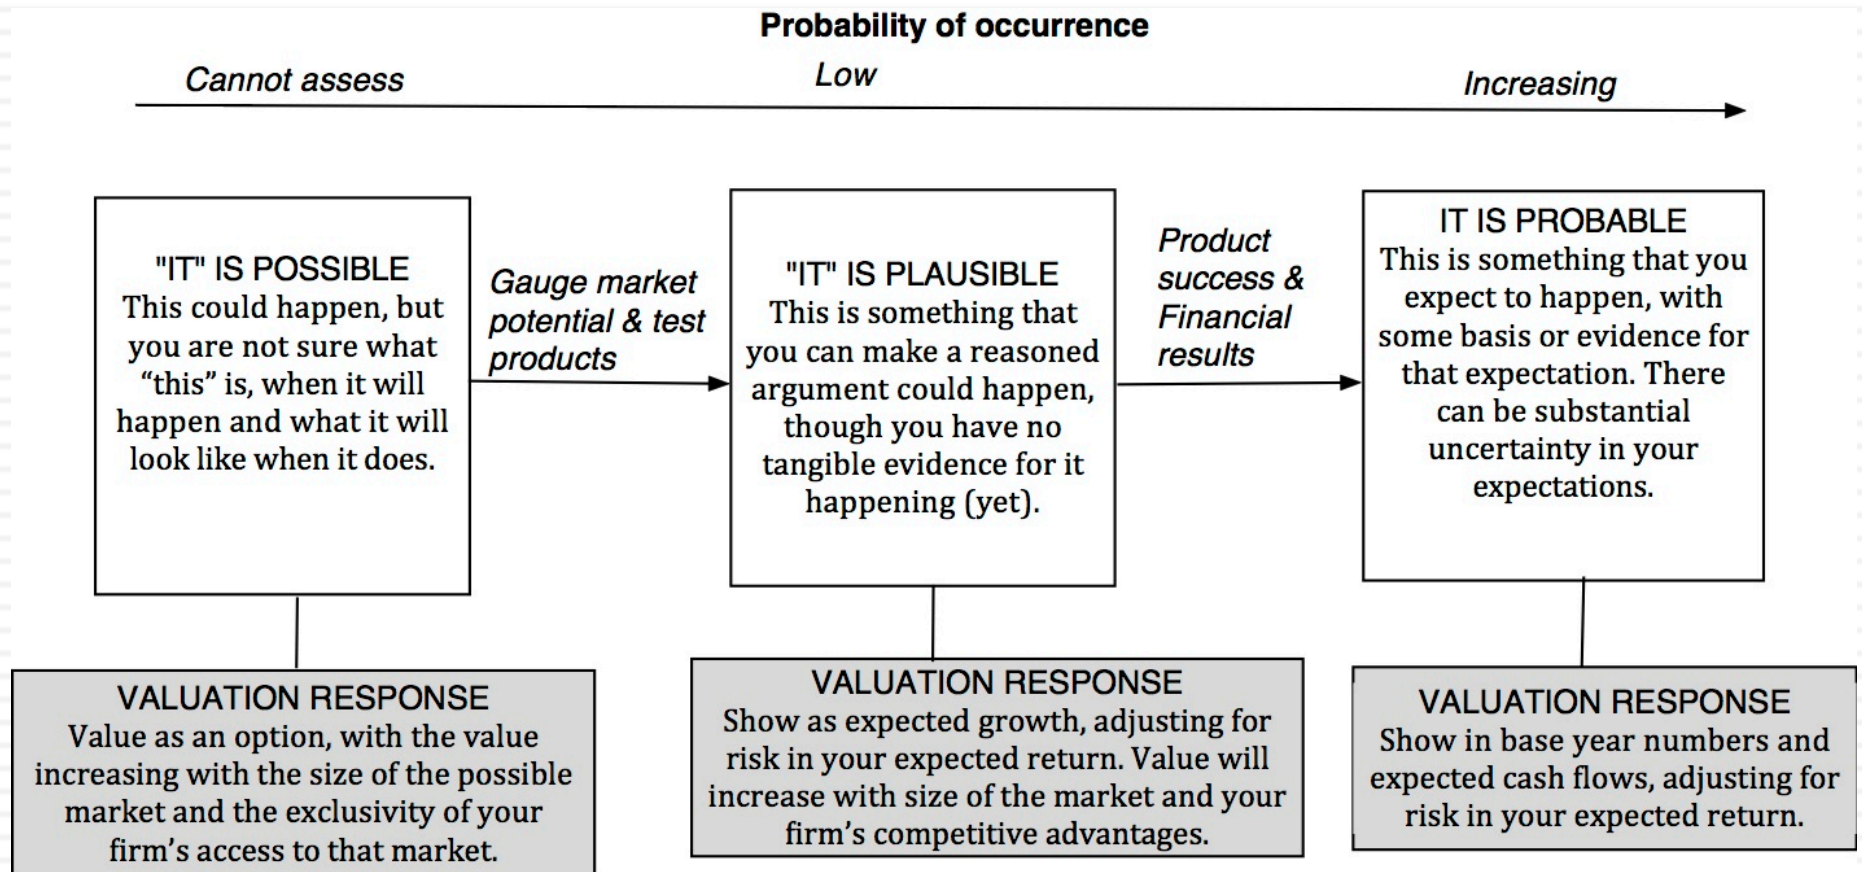 Probability of occurrence
Cannot assess
Low
Increasing
"IT" IS POSSIBLE
This could happen, but
you are not sure what
“this” is, when it will
happen and what it will
look like when it does.
Gauge market
potential & test
products
"IT" IS PLAUSIBLE
This is something that
you can make a reasoned
argument could happen,
though you have no
tangible evidence for it
happening (yet).
Product
success &
Financial
results
IT IS PROBABLE
This is something that you
expect to happen, with
some basis or evidence for
that expectation. There
can be substantial
uncertainty in your
expectations.
VALUATION RESPONSE
Value as an option, with the value
increasing with the size of the possible
market and the exclusivity of your
firm’s access to that market.
VALUATION RESPONSE
Show as expected growth, adjusting for
risk in your expected return. Value will
increase with size of the market and your
firm’s competitive advantages.
VALUATION RESPONSE
Show in base year numbers and
expected cash flows, adjusting for
risk in your expected return.